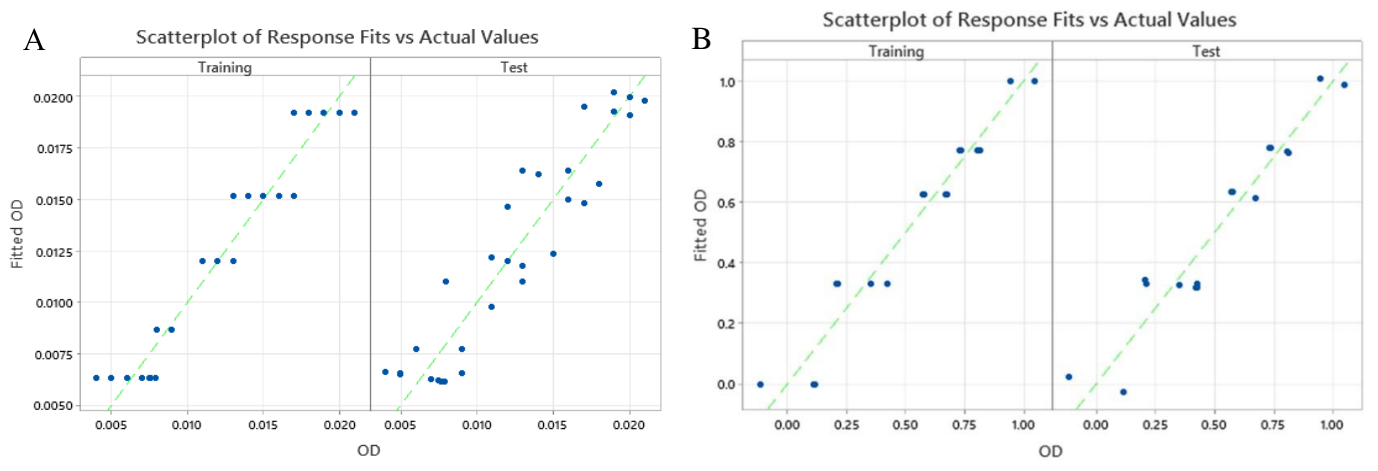 A
Scatterplot of Response Fits vs Actual Values
Training Test
Fitted OD
0.0200
0.0175
0.0150
0.0125
0.0100
0.0075
0.0050
0.005 0.010 0.015 0.020 0.005 0.010 0.015 0.020
OD
B
Scatterplot of Response Fits vs Actual Values
Training Test
Fitted OD
1.0
0.8
0.6
0.4
0.2
0.0
0.00 0.25 0.50 0.75 1.00 0.00 0.25 0.50 0.75 1.00
OD